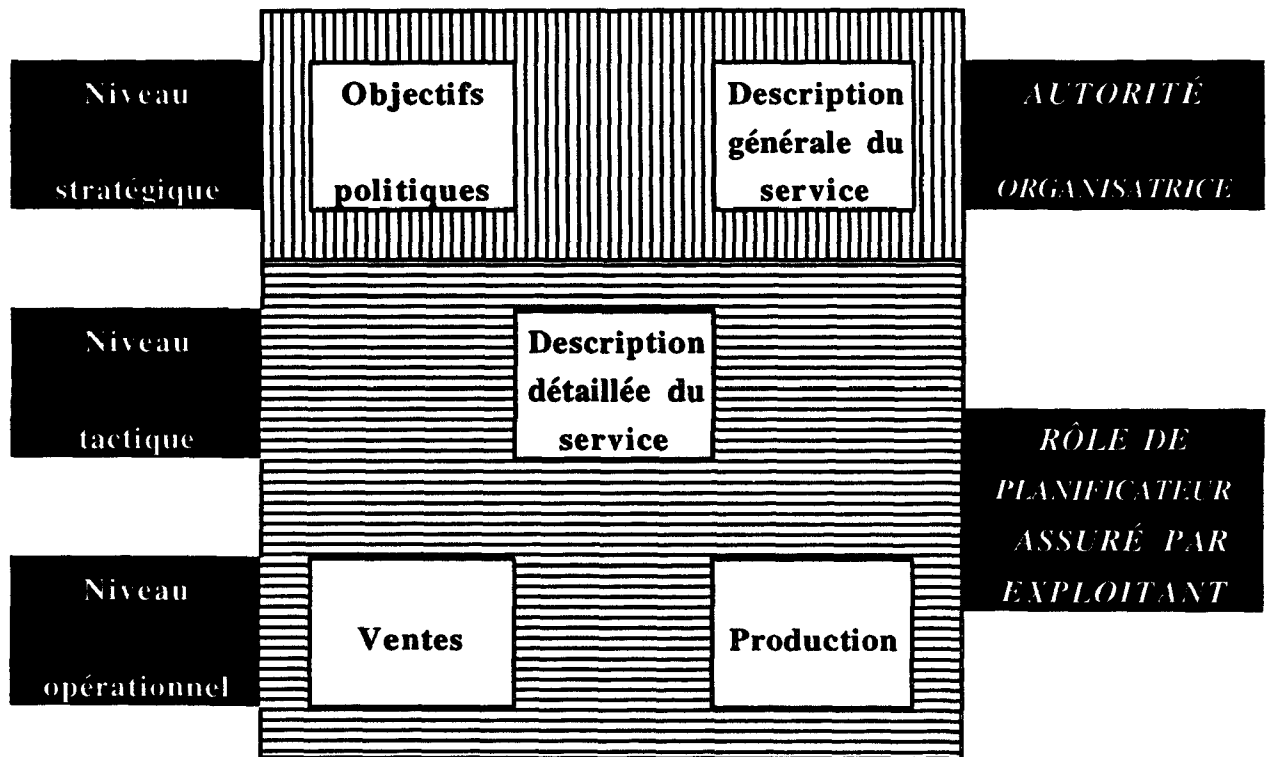 Niveau
stratégique
Objectifs
politiques
Description
générale du
service
AUTORITÉ
ORGANISATRICE
Niveau
tactique
Description
détaillée du
service
RÔLE DE
PLANIFICATEUR
ASSURÉ PAR
EXPLOITANT
Niveau
opérationnel
Ventes
Production